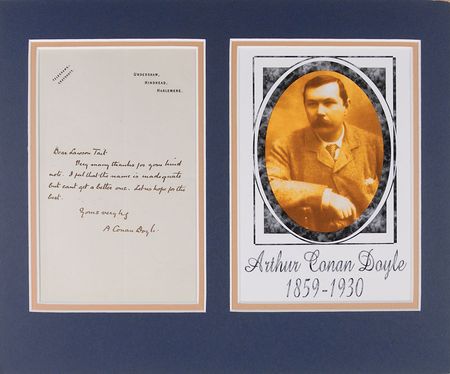 UNDERSHAW,
HINDHEAD,
HASLEMERE.
Dear Lawson Tait
Very many thanks for your kind
note. I feel that the name is inadequate
but cant get a better one. Let us hope for the
best.
Yours
A Conan Doyle.
Arthur Conan Doyle
1859-1930